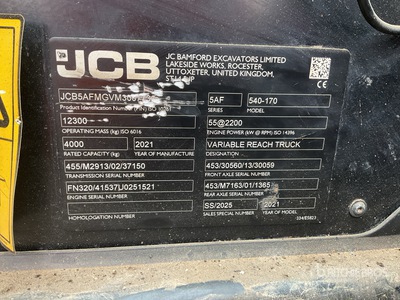 JCB
JC BAMFORD EXCAVATORS LIMITED
LAKESIDE WORKS, ROCESTER,
UTTOXETER, UNITED KINGDOM,
5AF 540-170
SERIES MODEL
12300 55@2200
OPERATING MASS (kg) ISO 6016 ENGINE POWER (kW @ RPM) ISO 14396
4000 2021 VARIABLE REACH TRUCK
RATED CAPACITY (kg) YEAR OF MANUFACTURE DESIGNATION
455/M2913/02/37150 453/30560/13/30059
TRANSMISSION SERIAL NUMBER FRONT AXLE SERIAL NUMBER
FN320/41537U0251521 453/M7163/01/1365
ENGINE SERIAL NUMBER REAR AXLE SERIAL NUMBER
SS/2025 2021
HOMOLOGATION NUMBER SALES SPECIAL NUMBER YEAR OF MODEL
334/E5823